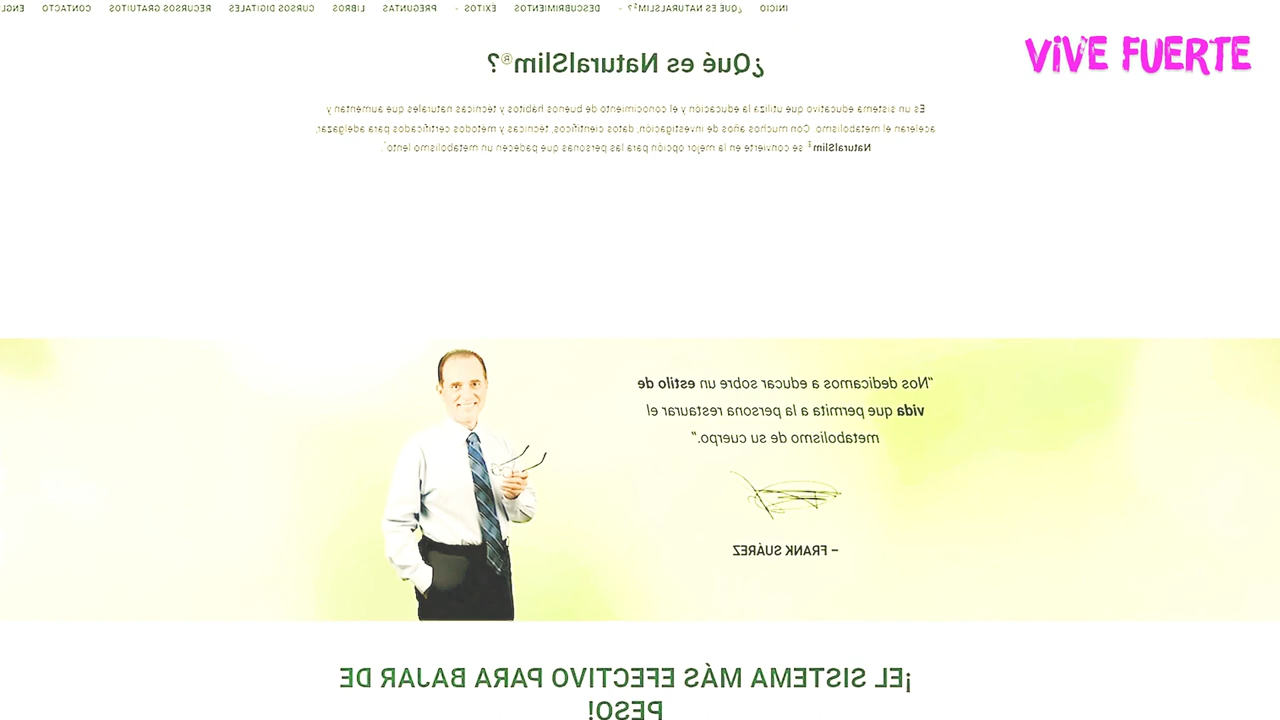 INICIO ¿QUÉ ES NATURALSLIM®? ÉXITOS DESCUBRIMIENTOS PREGUNTAS LIBROS CURSOS DIGITALES RECURSOS GRATUITOS CONTACTO ENGL
ViVE FUERTE
¿Qué es NaturalSlim®?
Es un sistema educativo que utiliza la educación y el conocimiento de buenos hábitos y técnicas naturales que aumentan y
aceleran el metabolismo. Con muchos años de investigación, datos científicos, técnicas y métodos certificados para adelgazar,
NaturalSlim® se convierte en la mejor opción para las personas que padecen un metabolismo lento.
“Nos dedicamos a educar sobre un estilo de
vida que permita a la persona restaurar el
metabolismo de su cuerpo.”
– FRANK SUÁREZ
¡EL SISTEMA MÁS EFECTIVO PARA BAJAR DE
PESO!